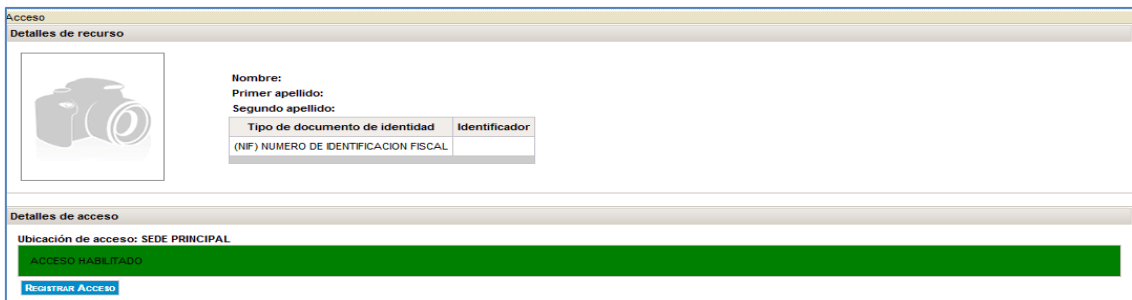 Acceso
Detalles de recurso
Nombre:
Primer apellido:
Segundo apellido:
Tipo de documento de identidad Identificador
(NIF) NUMERO DE IDENTIFICACION FISCAL
Detalles de acceso
Ubicación de acceso: SEDE PRINCIPAL
ACCESO HABILITADO
REGISTRAR ACCESO